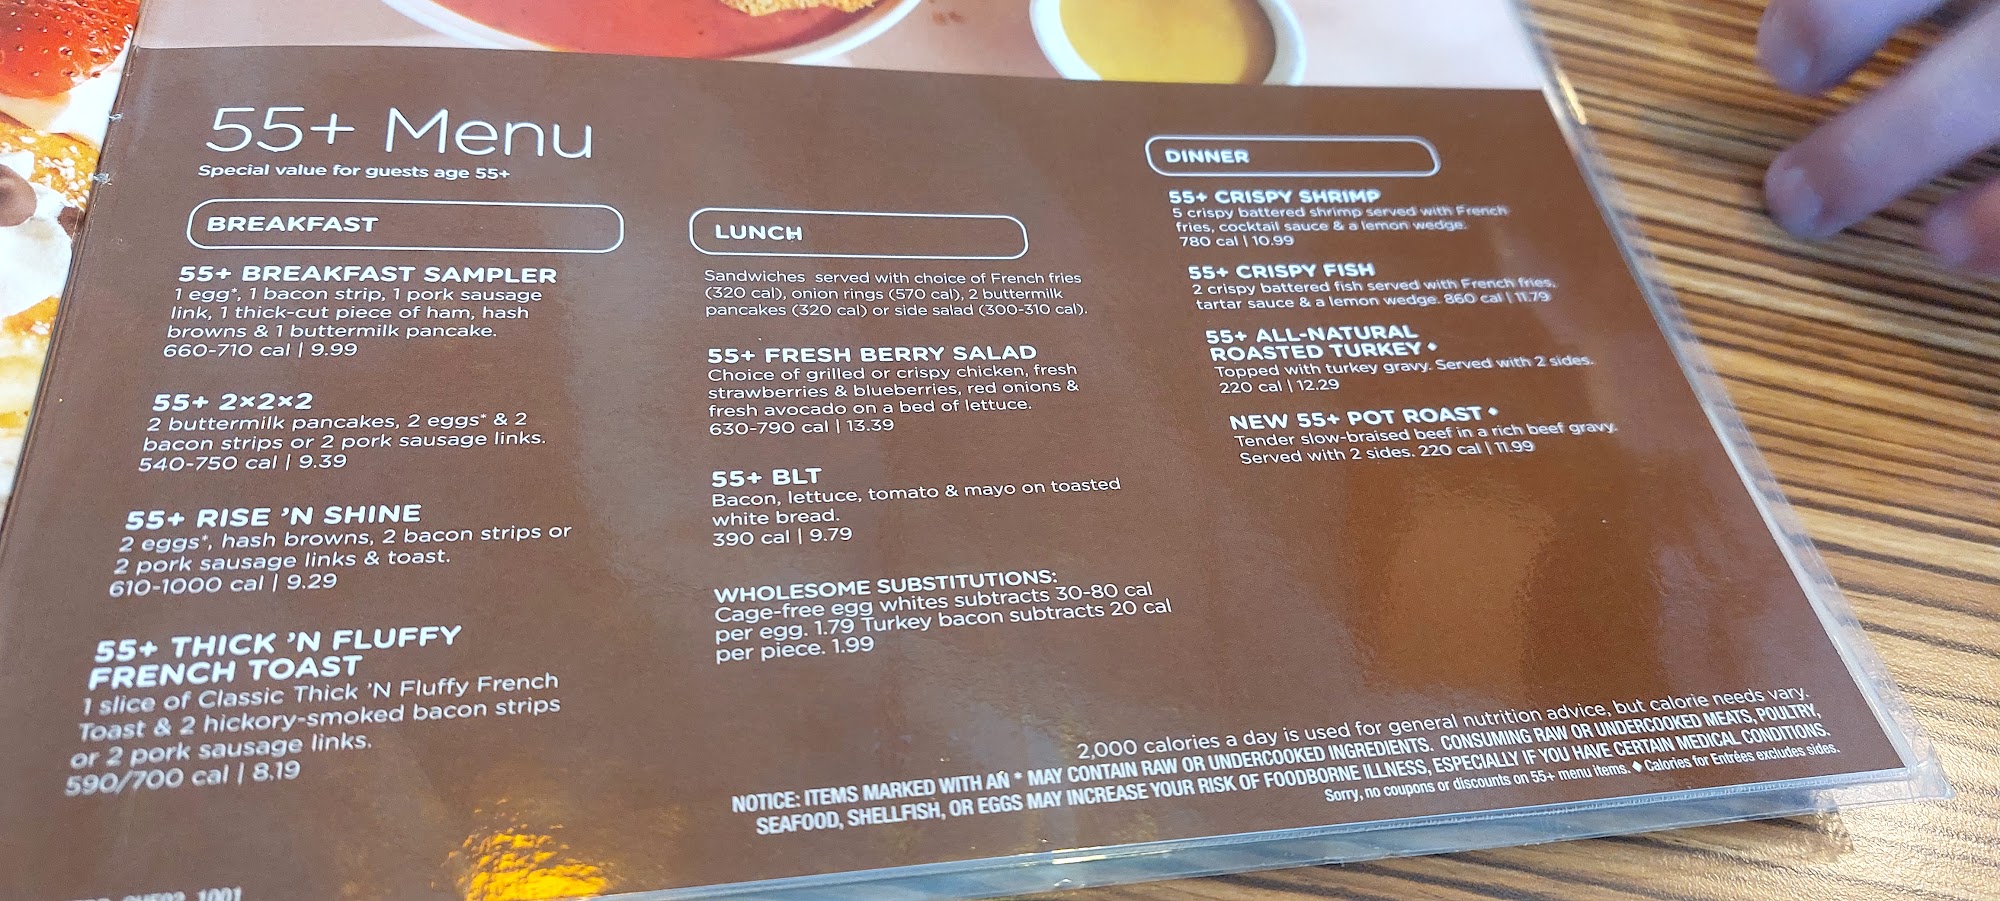 55+ Menu
Special value for guests age 55+
BREAKFAST
55+ BREAKFAST SAMPLER
1 egg*, 1 bacon strip, 1 pork sausage
link, 1 thick-cut piece of ham, hash
browns & 1 buttermilk pancake.
660-710 cal | 9.99
55+ 2×2×2
2 buttermilk pancakes, 2 eggs* & 2
bacon strips or 2 pork sausage links.
540-750 cal | 9.39
55+ RISE 'N SHINE
2 eggs*, hash browns, 2 bacon strips or
2 pork sausage links & toast.
610-1000 cal | 9.29
55+ THICK 'N FLUFFY
FRENCH TOAST
1 slice of Classic Thick 'N Fluffy French
Toast & 2 hickory-smoked bacon strips
or 2 pork sausage links.
590/700 cal | 8.19
LUNCH
Sandwiches served with choice of French fries
(320 cal), onion rings (570 cal), 2 buttermilk
pancakes (320 cal) or side salad (300-310 cal).
55+ FRESH BERRY SALAD
Choice of grilled or crispy chicken, fresh
strawberries & blueberries, red onions &
fresh avocado on a bed of lettuce.
630-790 cal | 13.39
55+ BLT
Bacon, lettuce, tomato & mayo on toasted
white bread.
390 cal | 9.79
WHOLESOME SUBSTITUTIONS:
Cage-free egg whites subtracts 30-80 cal
per egg. 1.79 Turkey bacon subtracts 20 cal
per piece. 1.99
DINNER
55+ CRISPY SHRIMP
5 crispy battered shrimp served with French
fries, cocktail sauce & a lemon wedge.
780 cal | 10.99
55+ CRISPY FISH
2 crispy battered fish served with French fries,
tartar sauce & a lemon wedge. 860 cal | 11.79
55+ ALL-NATURAL
ROASTED TURKEY ♦
Topped with turkey gravy. Served with 2 sides.
220 cal | 12.29
NEW 55+ POT ROAST ♦
Tender slow-braised beef in a rich beef gravy.
Served with 2 sides. 220 cal | 11.99
2,000 calories a day is used for general nutrition advice, but calorie needs vary.
NOTICE: ITEMS MARKED WITH AÑ * MAY CONTAIN RAW OR UNDERCOOKED INGREDIENTS. CONSUMING RAW OR UNDERCOOKED MEATS, POULTRY,
SEAFOOD, SHELLFISH, OR EGGS MAY INCREASE YOUR RISK OF FOODBORNE ILLNESS, ESPECIALLY IF YOU HAVE CERTAIN MEDICAL CONDITIONS.
Sorry, no coupons or discounts on 55+ menu items. ♦ Calories for Entrées excludes sides.
1001